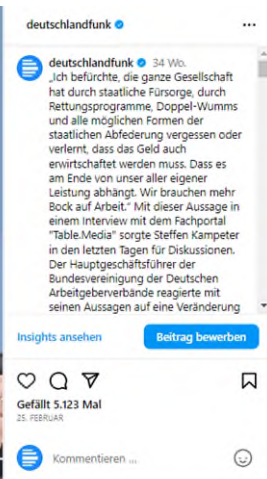 deutschlandfunk
deutschlandfunk 34 Wo.
„Ich befürchte, die ganze Gesellschaft
hat durch staatliche Fürsorge, durch
Rettungsprogramme, Doppel-Wumms
und alle möglichen Formen der
staatlichen Abfederung vergessen oder
verlernt, dass das Geld auch
erwirtschaftet werden muss. Dass es
am Ende von unser aller eigener
Leistung abhängt. Wir brauchen mehr
Bock auf Arbeit.“ Mit dieser Aussage in
einem Interview mit dem Fachportal
"Table.Media" sorgte Steffen Kampeter
in den letzten Tagen für Diskussionen.
Der Hauptgeschäftsführer der
Bundesvereinigung der Deutschen
Arbeitgeberverbände reagierte mit
seinen Aussagen auf eine Veränderung
Insights ansehen
Beitrag bewerben
Gefällt 5.123 Mal
25. FEBRUAR
Kommentieren ...